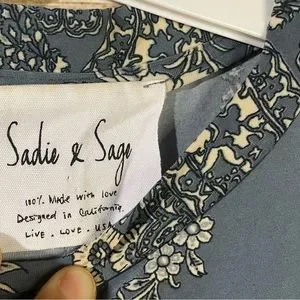 Sadie & Sage
100% Made with love
Designed in California.
LIVE . LOVE . USA